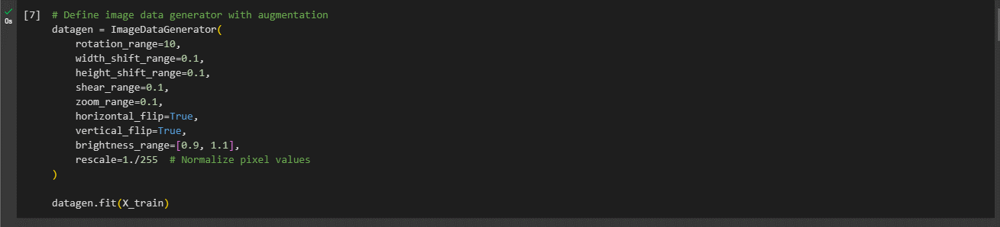 [7] # Define image data generator with augmentation
0s
datagen = ImageDataGenerator(
    rotation_range=10,
    width_shift_range=0.1,
    height_shift_range=0.1,
    shear_range=0.1,
    zoom_range=0.1,
    horizontal_flip=True,
    vertical_flip=True,
    brightness_range=[0.9, 1.1],
    rescale=1./255  # Normalize pixel values
)
datagen.fit(X_train)